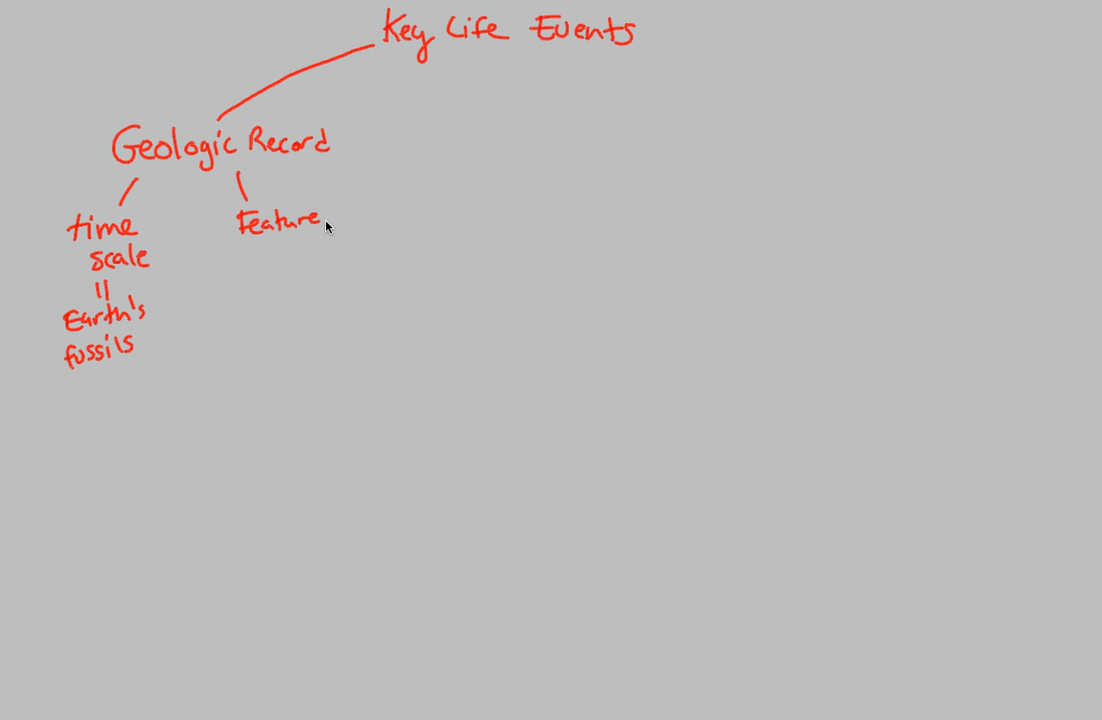 Key Life Events
Geologic Record
time
scale
Feature
Earth's
fossils